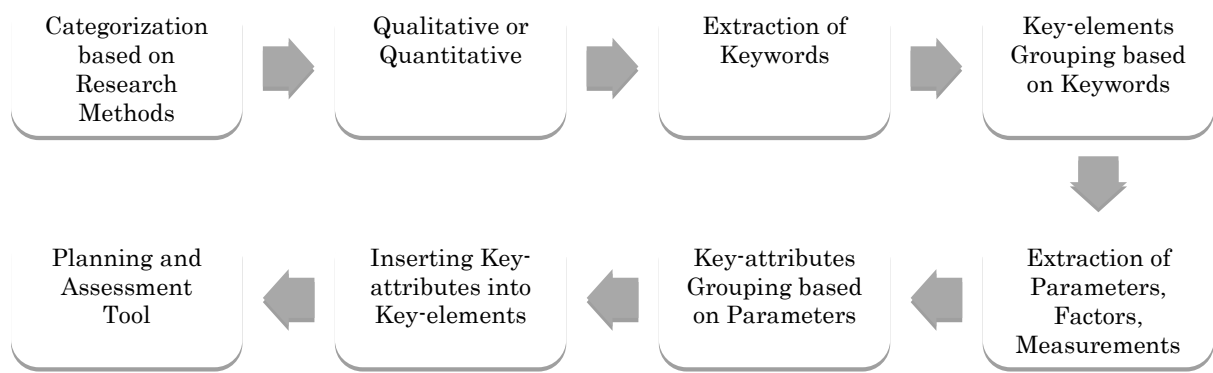 Categorization
based on
Research
Methods
Qualitative or
Quantitative
Extraction of
Keywords
Key-elements
Grouping based
on Keywords
Extraction of
Parameters,
Factors,
Measurements
Key-attributes
Grouping based
on Parameters
Inserting Key-
attributes into
Key-elements
Planning and
Assessment
Tool